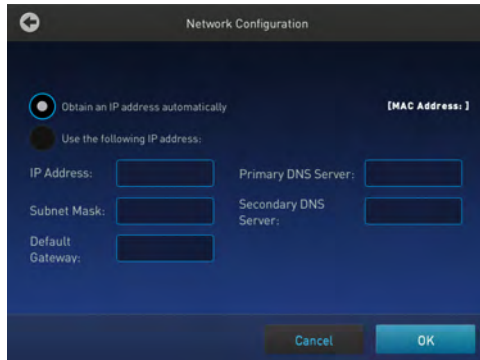 Network Configuration
Obtain an IP address automatically
[MAC Address: ]
Use the following IP address:
IP Address:
Primary DNS Server:
Subnet Mask:
Secondary DNS
Server:
Default
Gateway:
Cancel
OK